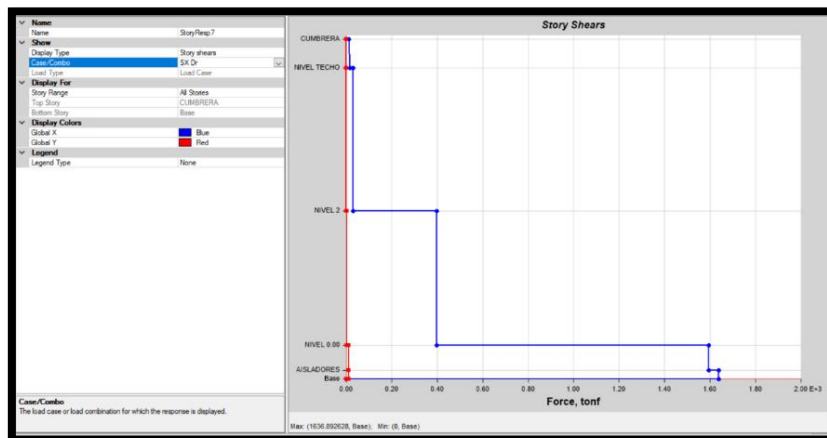 Name
Name StoryResp7
Show
Display Type Story shears
Case/Combo SX Dr
Load Type Load Case
Display For
Story Range All Stories
Top Story CUMBRERA
Bottom Story Base
Display Colors
Global X Blue
Global Y Red
Legend
Legend Type None
Case/Combo
The load case or load combination for which the response is displayed.
Story Shears
CUMBRERA
NIVEL TECHO
NIVEL 2
NIVEL 0.00
AISLADORES
Base
0.00 0.20 0.40 0.60 0.80 1.00 1.20 1.40 1.60 1.80 2.00 E+3
Force, tonf
Max: (1636.892628, Base); Min: (0, Base)